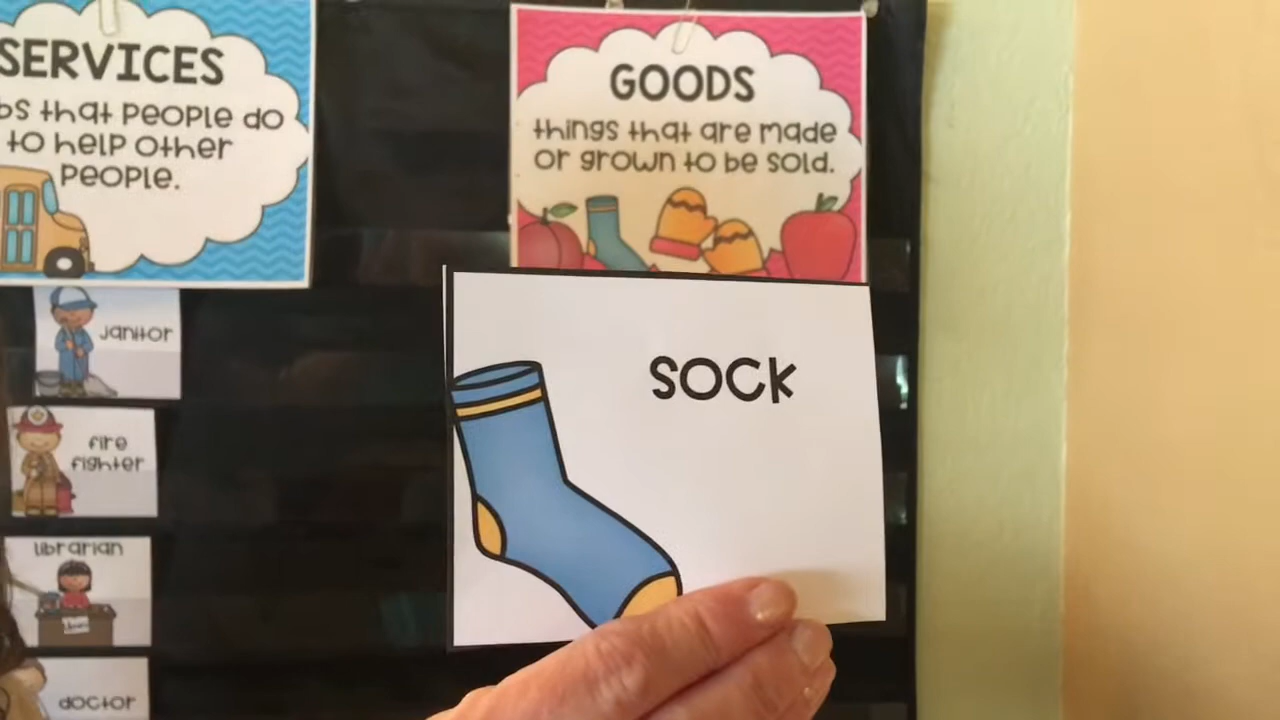 SERVICES
that people do
to help other
people.
GOODS
things that are made
or grown to be sold.
janitor
fire
fighter
librarian
doctor
sock